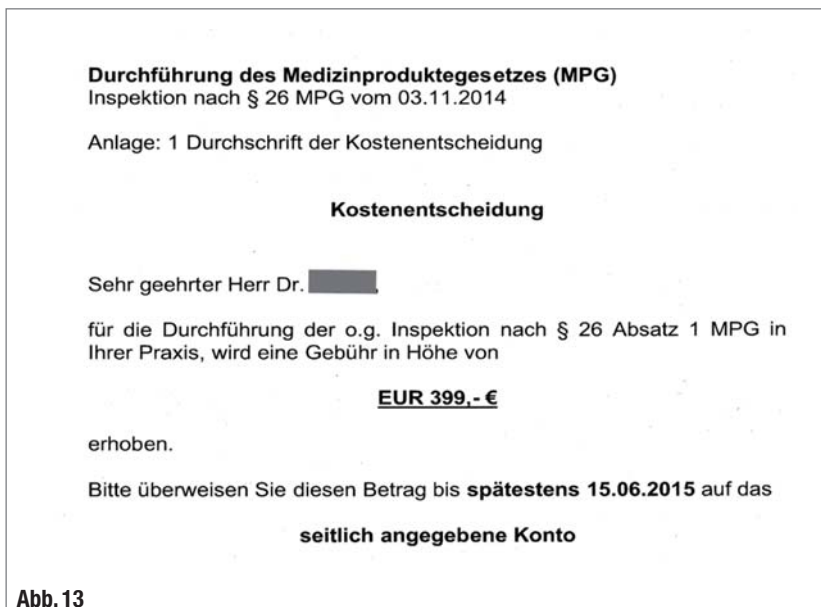 Durchführung des Medizinproduktegesetzes (MPG)
Inspektion nach § 26 MPG vom 03.11.2014
Anlage: 1 Durchschrift der Kostenentscheidung
Kostenentscheidung
Sehr geehrter Herr Dr. ,
für die Durchführung der o.g. Inspektion nach § 26 Absatz 1 MPG in
Ihrer Praxis, wird eine Gebühr in Höhe von
EUR 399,- €
erhoben.
Bitte überweisen Sie diesen Betrag bis spätestens 15.06.2015 auf das
seitlich angegebene Konto
Abb. 13